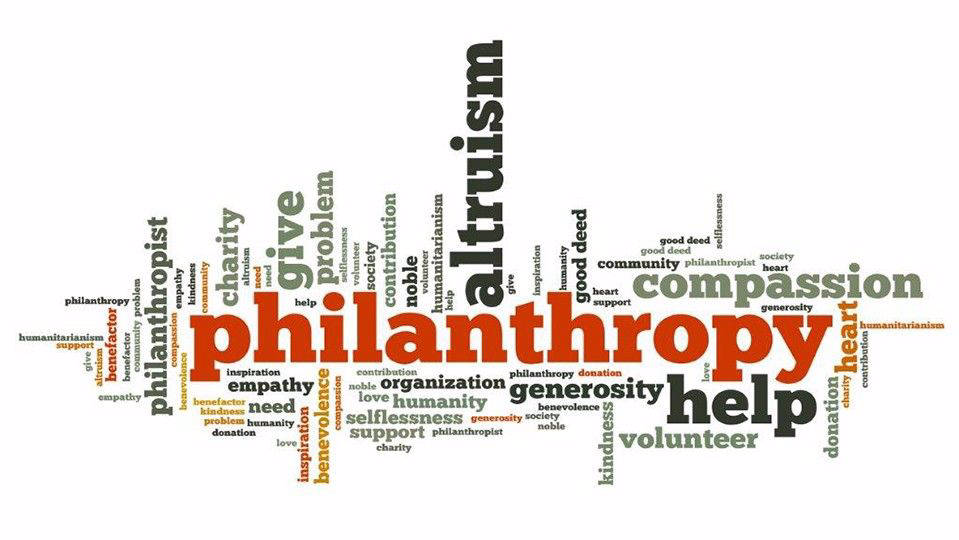 altruism
give
problem
charity
altruism
need
need
selflessness
volunteer
society
contribution
noble
volunteer
humanitarianism
help
give
inspiration
humanity
good deed
good deed
good deed
selflessness
community
philanthropist
society
heart
heart
support
compassion
generosity
philanthropist
empathy
kindness
community
help
philanthropy
benefactor
community
problem
benefactor
compassion
humanitarianism
support
give
altruism
empathy
benevolence
philanthropy
heart
humanitarianism
contribution
charity
donation
love
inspiration
empathy
contribution
noble
organization
philanthropy
donation
generosity
help
benefactor
kindness
need
problem
humanity
donation
love
inspiration
benevolence
compassion
love
humanity
selflessness
generosity
support
philanthropist
charity
benevolence
society
noble
kindness
volunteer